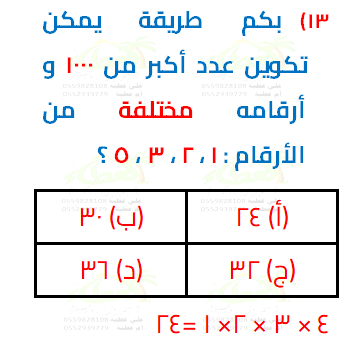 ١٣) بكم طريقة يمكن
تكوين عدد أكبر من ١٠٠٠ و
أرقامه مختلفة من
الأرقام : ١ ، ٢ ، ٣ ، ٥ ؟
(أ) ٢٤ (ب) ٣٠
(ج) ٣٢ (د) ٣٦
٤ × ٣ × ٢ × ١ = ٢٤